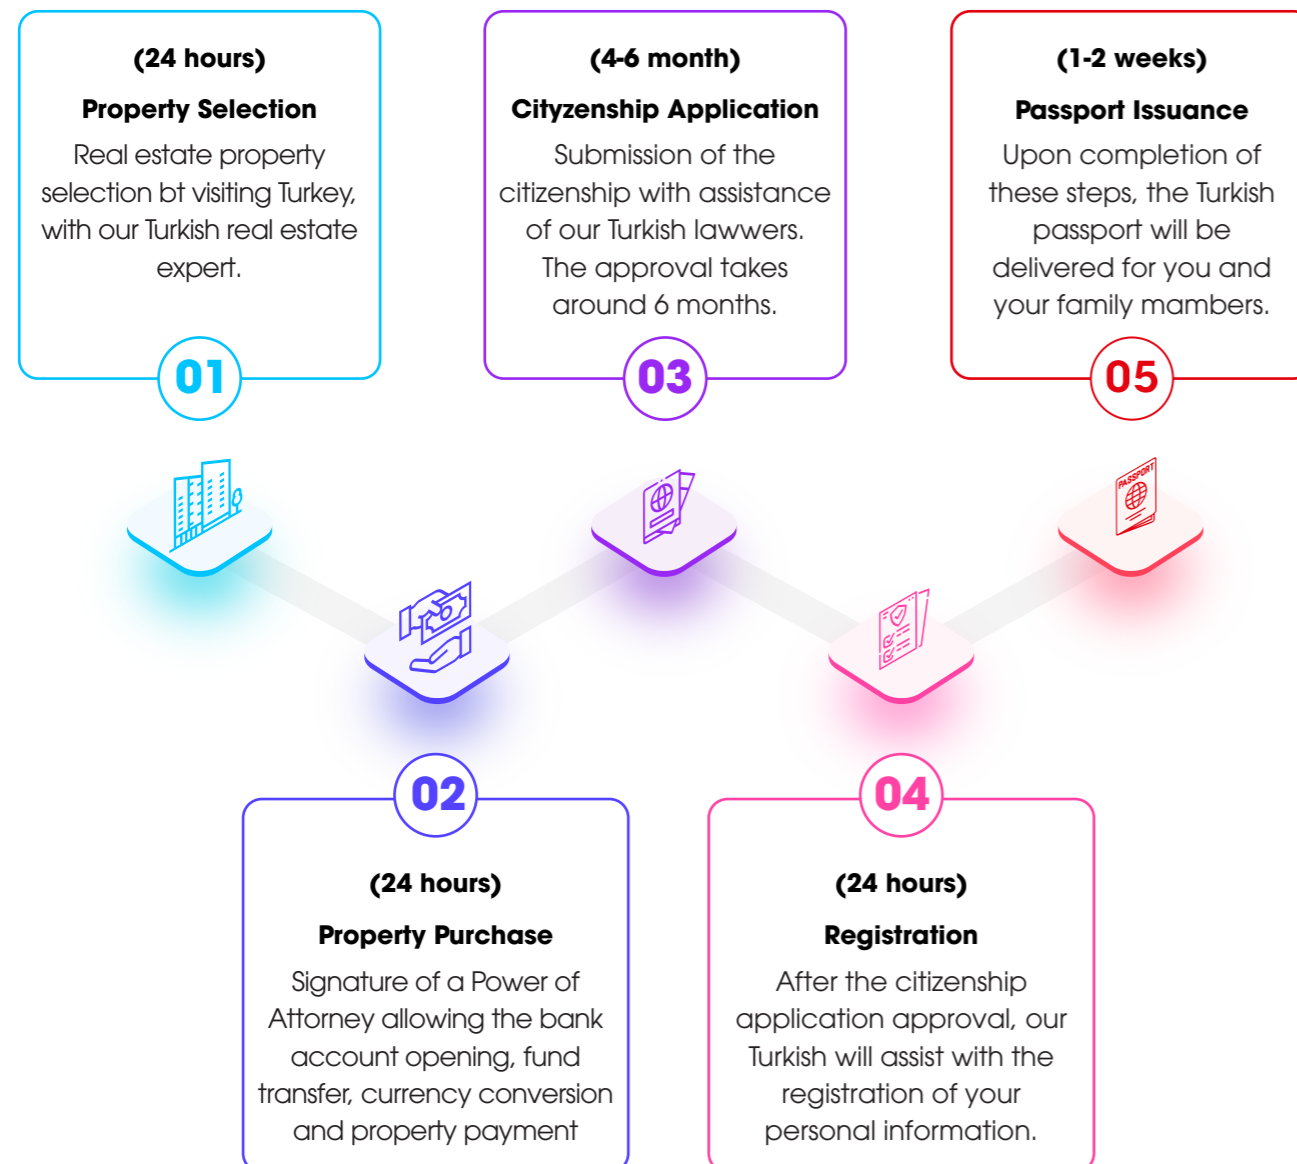 (24 hours)
Property Selection
Real estate property
selection bt visiting Turkey,
with our Turkish real estate
expert.
01
(24 hours)
Property Purchase
Signature of a Power of
Attorney allowing the bank
account opening, fund
transfer, currency conversion
and property payment
02
(4-6 month)
Cityzenship Application
Submission of the
citizenship with assistance
of our Turkish lawwers.
The approval takes
around 6 months.
03
(24 hours)
Registration
After the citizenship
application approval, our
Turkish will assist with the
registration of your
personal information.
04
(1-2 weeks)
Passport Issuance
Upon completion of
these steps, the Turkish
passport will be
delivered for you and
your family mambers.
05
PASSPORT